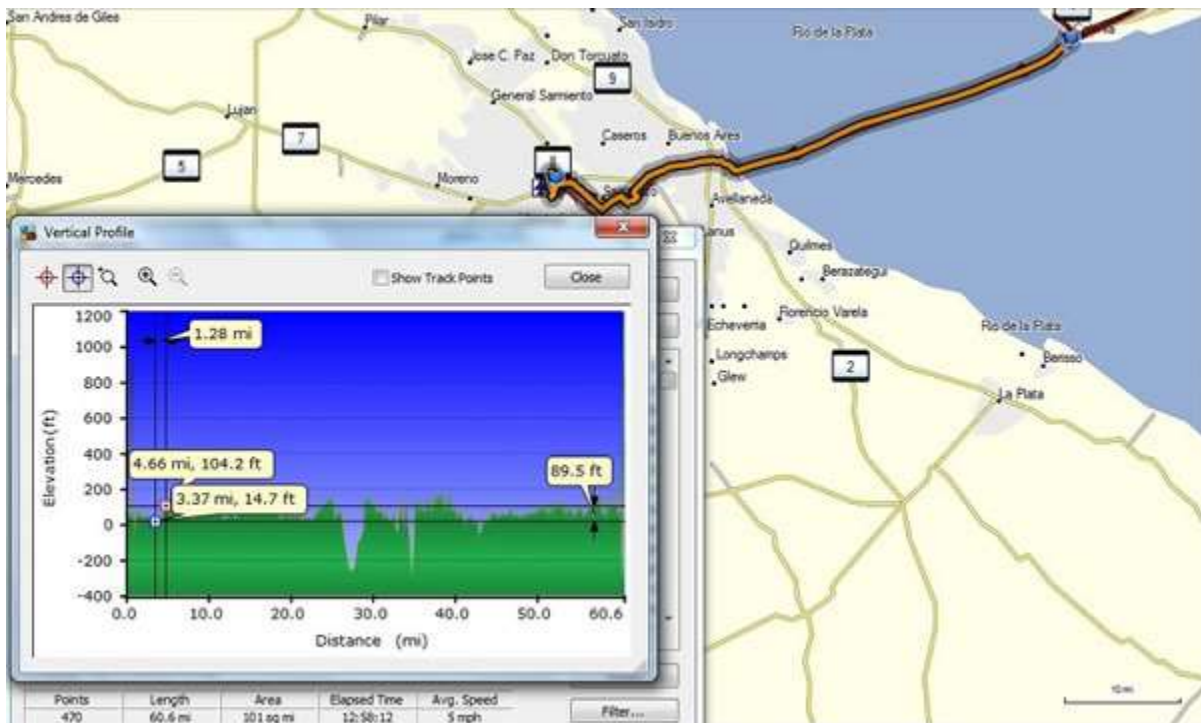 San Andres de Giles
Pilar
San Isidro
Rio de la Plata
Jose C. Paz
Don Torcuato
9
General Sarmiento
Lujan
7
Caseros
Buenos Aires
5
Mercedes
Moreno
Avellaneda
Quilmes
Berazategui
Echeverria
Florencio Varela
Rio de la Plata
Longchamps
Berisso
Glew
2
La Plata
10 mi
Vertical Profile
Show Track Points
Close
1200
1000
800
600
400
200
0
-200
-400
Elevation(ft)
1.28 mi
4.66 mi, 104.2 ft
3.37 mi, 14.7 ft
89.5 ft
0.0 10.0 20.0 30.0 40.0 50.0 60.6
Distance (mi)
Points Length Area Elapsed Time Avg. Speed
470 60.6 mi 101 sq mi 12:58:12 5 mph
Filter...